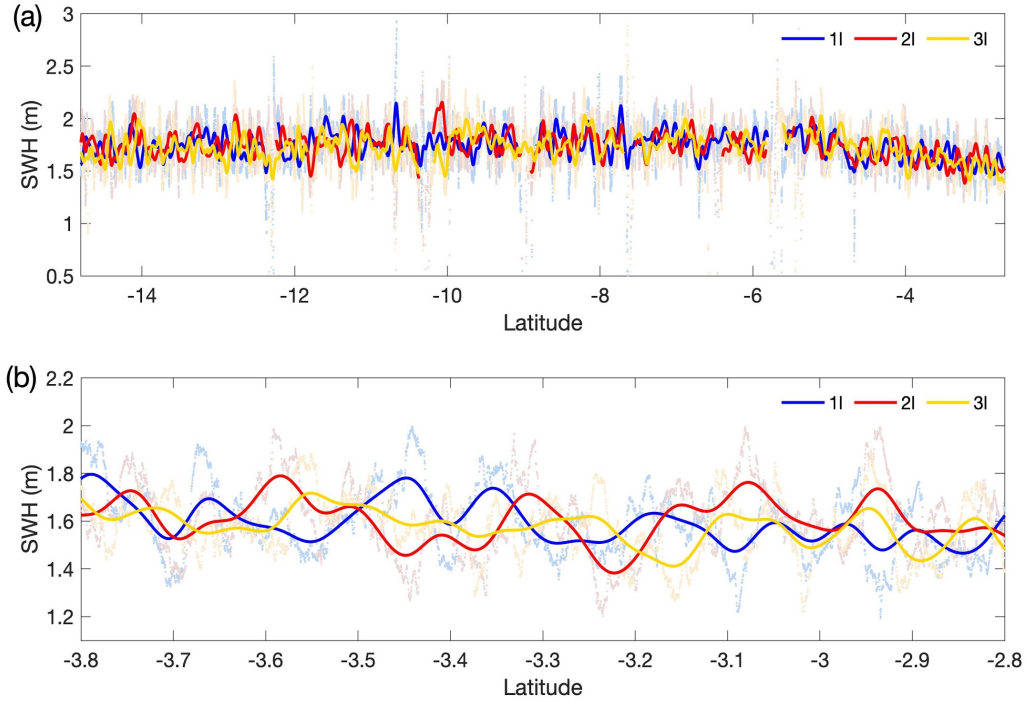 (a)
SWH (m)
3
2.5
2
1.5
1
0.5
1l 2l 3l
-14 -12 -10 -8 -6 -4
Latitude
(b)
SWH (m)
2.2
2
1.8
1.6
1.4
1.2
1l 2l 3l
-3.8 -3.7 -3.6 -3.5 -3.4 -3.3 -3.2 -3.1 -3 -2.9 -2.8
Latitude